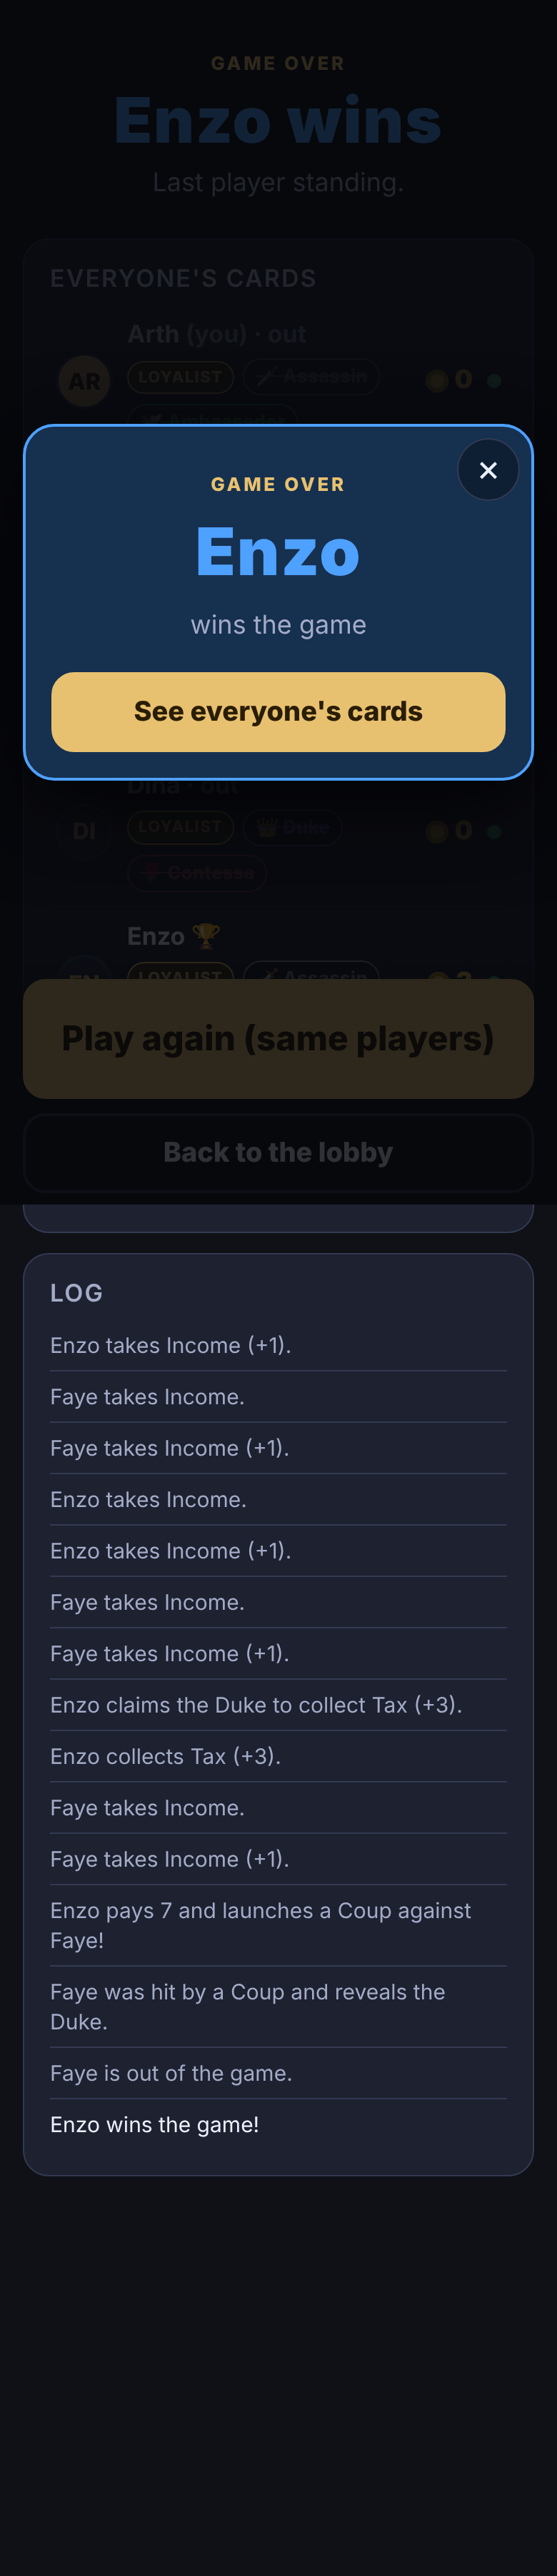 GAME OVER
Enzo wins
Last player standing.
EVERYONE'S CARDS
Arth (you) · out
AR
LOYALIST
Assassin
0
Ambassador
GAME OVER
×
Enzo
wins the game
See everyone's cards
Dina · out
DI
LOYALIST
Duke
0
Contessa
Enzo
EN
LOYALIST
Assassin
Play again (same players)
Back to the lobby
LOG
Enzo takes Income (+1).
Faye takes Income.
Faye takes Income (+1).
Enzo takes Income.
Enzo takes Income (+1).
Faye takes Income.
Faye takes Income (+1).
Enzo claims the Duke to collect Tax (+3).
Enzo collects Tax (+3).
Faye takes Income.
Faye takes Income (+1).
Enzo pays 7 and launches a Coup against
Faye!
Faye was hit by a Coup and reveals the
Duke.
Faye is out of the game.
Enzo wins the game!